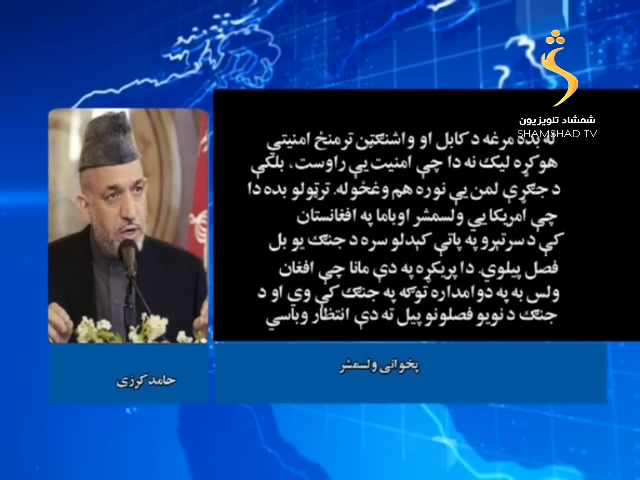 شمشاد تلویزیون
SHAMSHAD TV
له بده مرغه د کابل او واشنګټن ترمنځ امنیتي
هوکړه لیک نه دا چې امنیت یې راوست، بلکې
د جګړې لمن یې نوره هم وغځوله. ترټولو بده دا
چې امریکایي ولسمشر اوباما په افغانستان
کې د سرتېرو په پاتې کېدلو سره د جنګ یو بل
فصل پیلوي. دا پریکړه په دې مانا چې افغان
ولس به په دوامداره توګه په جنګ کې وي او د
جنګ د نویو فصلونو پیل ته دې انتظار وباسي
پخوانی ولسمشر
حامد کرزی